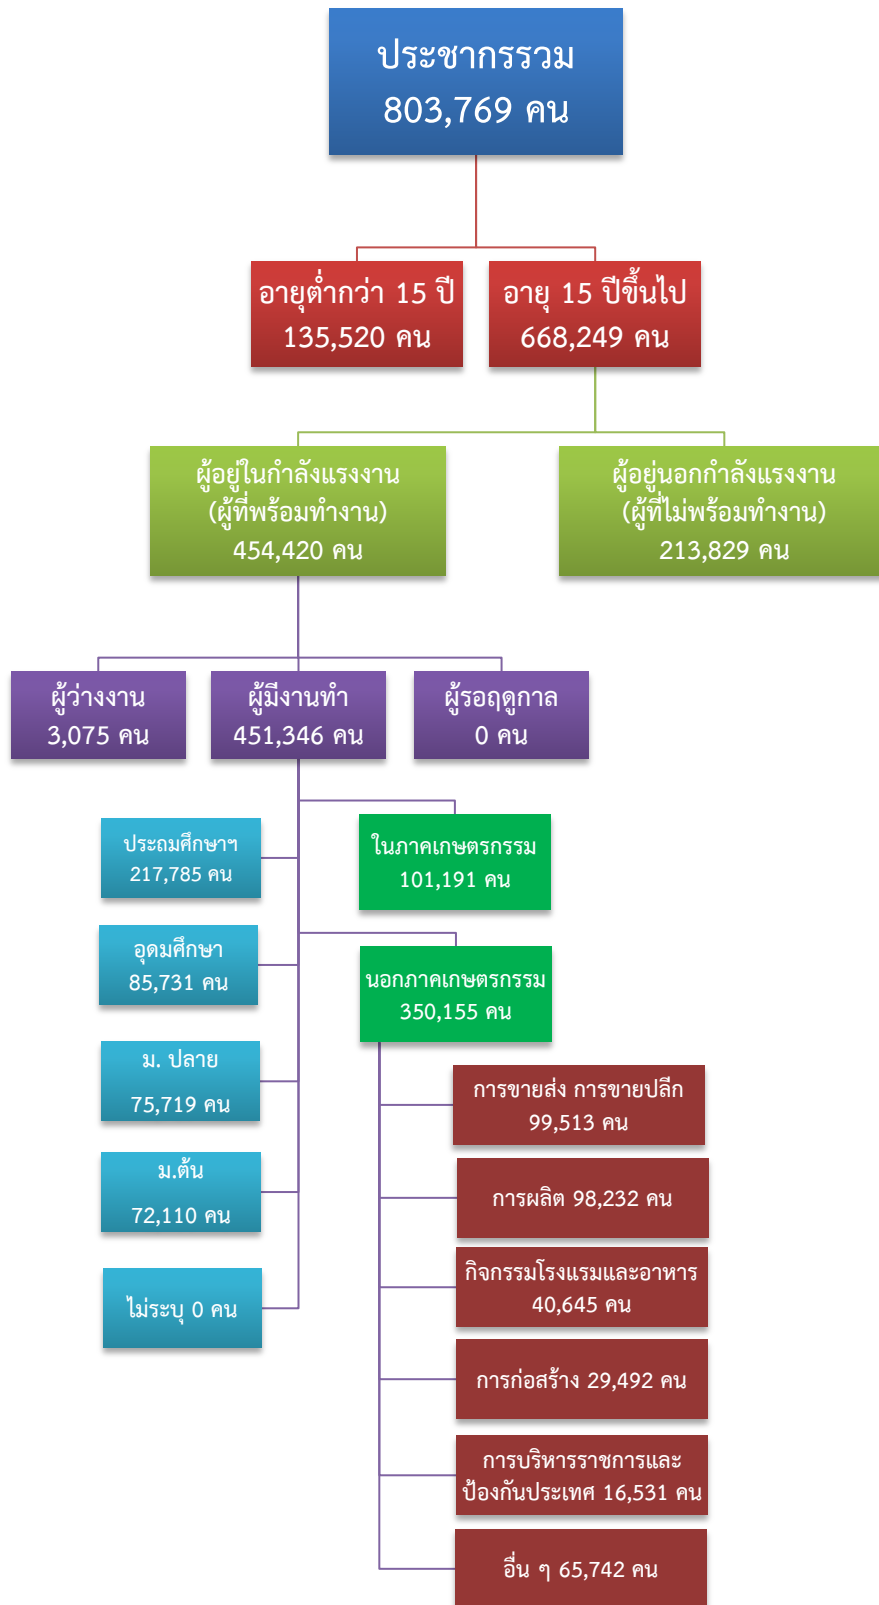 ประชากรรวม
803,769 คน
อายุต่ำกว่า 15 ปี
135,520 คน
อายุ 15 ปีขึ้นไป
668,249 คน
ผู้อยู่ในกำลังแรงงาน
(ผู้ที่พร้อมทำงาน)
454,420 คน
ผู้อยู่นอกกำลังแรงงาน
(ผู้ที่ไม่พร้อมทำงาน)
213,829 คน
ผู้ว่างงาน
3,075 คน
ผู้มีงานทำ
451,346 คน
ผู้รอฤดูกาล
0 คน
ประถมศึกษาฯ
217,785 คน
อุดมศึกษา
85,731 คน
ม. ปลาย
75,719 คน
ม.ต้น
72,110 คน
ไม่ระบุ 0 คน
ในภาคเกษตรกรรม
101,191 คน
นอกภาคเกษตรกรรม
350,155 คน
การขายส่ง การขายปลีก
99,513 คน
การผลิต 98,232 คน
กิจกรรมโรงแรมและอาหาร
40,645 คน
การก่อสร้าง 29,492 คน
การบริหารราชการและ
ป้องกันประเทศ 16,531 คน
อื่น ๆ 65,742 คน